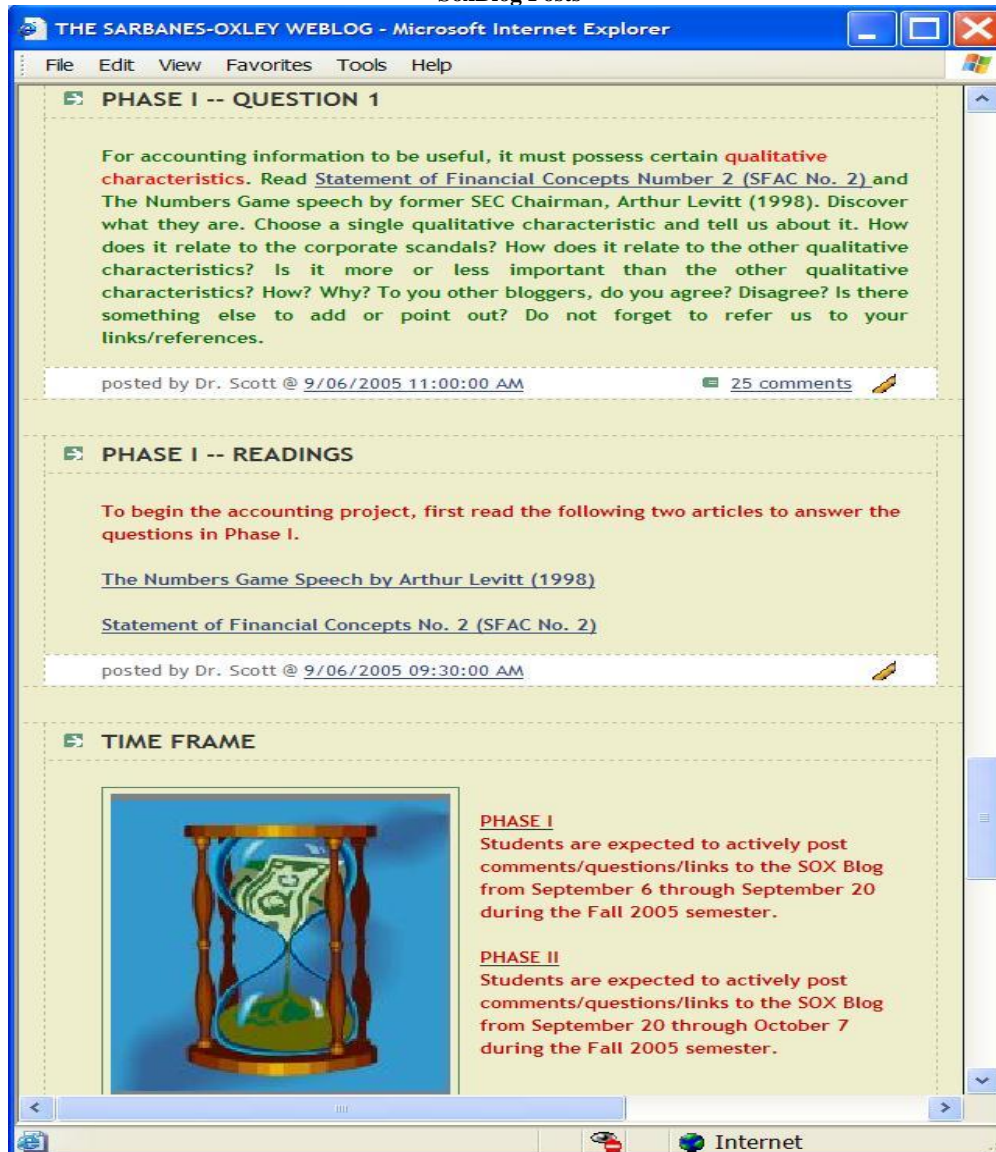 SoxBlog Posts
THE SARBANES-OXLEY WEBLOG - Microsoft Internet Explorer
File Edit View Favorites Tools Help
PHASE I -- QUESTION 1
For accounting information to be useful, it must possess certain qualitative
characteristics. Read Statement of Financial Concepts Number 2 (SFAC No. 2) and
The Numbers Game speech by former SEC Chairman, Arthur Levitt (1998). Discover
what they are. Choose a single qualitative characteristic and tell us about it. How
does it relate to the corporate scandals? How does it relate to the other qualitative
characteristics? Is it more or less important than the other qualitative
characteristics? How? Why? To you other bloggers, do you agree? Disagree? Is there
something else to add or point out? Do not forget to refer us to your
links/references.
posted by Dr. Scott @ 9/06/2005 11:00:00 AM 25 comments
PHASE I -- READINGS
To begin the accounting project, first read the following two articles to answer the
questions in Phase I.
The Numbers Game Speech by Arthur Levitt (1998)
Statement of Financial Concepts No. 2 (SFAC No. 2)
posted by Dr. Scott @ 9/06/2005 09:30:00 AM
TIME FRAME
PHASE I
Students are expected to actively post
comments/questions/links to the SOX Blog
from September 6 through September 20
during the Fall 2005 semester.
PHASE II
Students are expected to actively post
comments/questions/links to the SOX Blog
from September 20 through October 7
during the Fall 2005 semester.
Internet